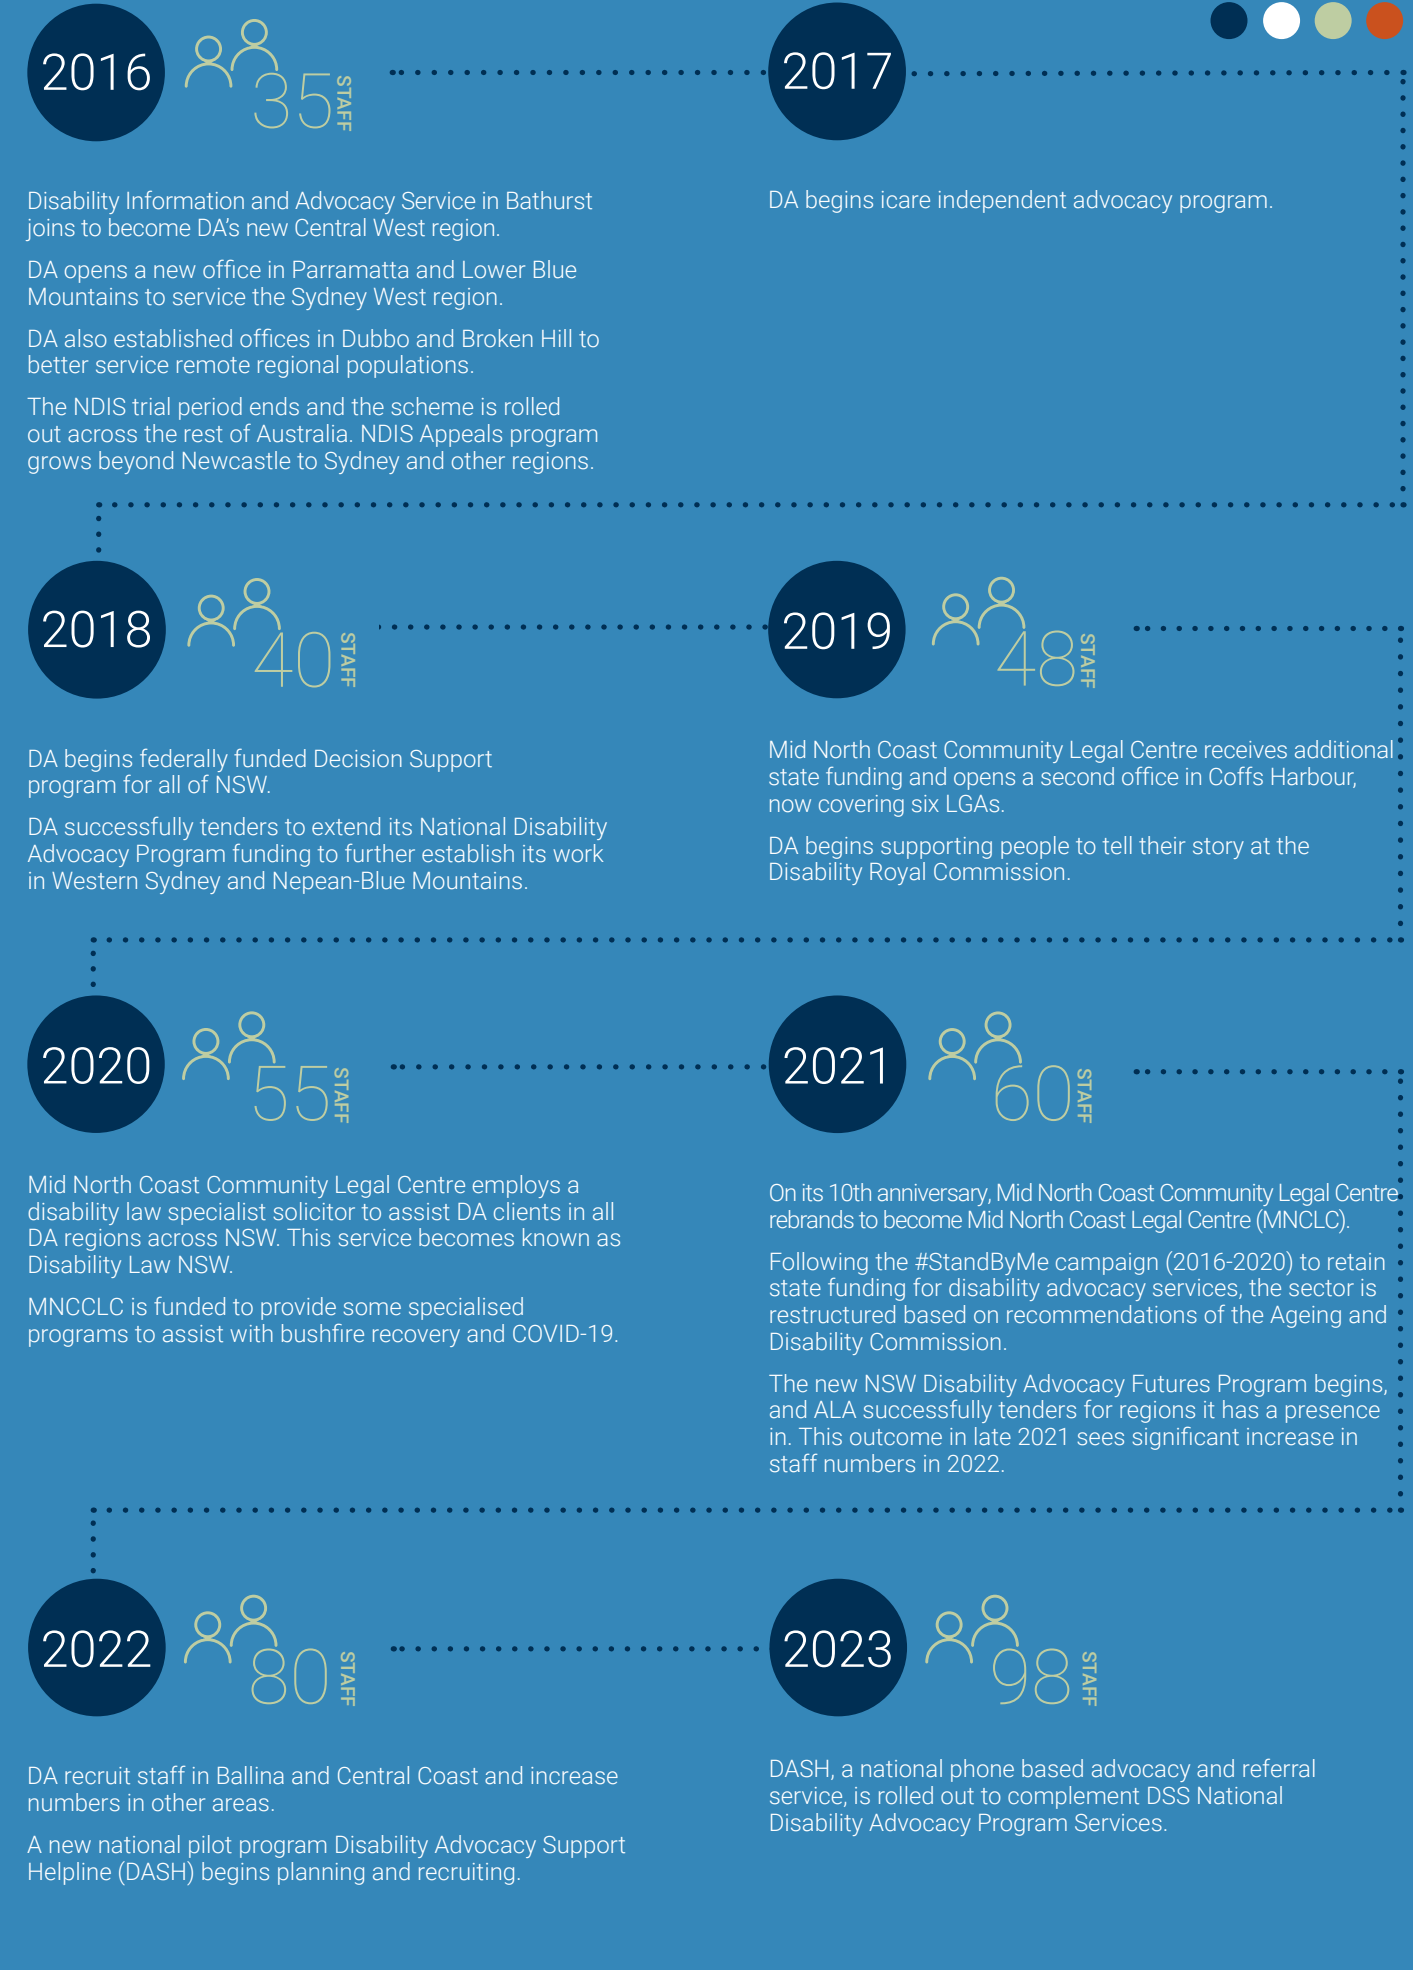 2016
35 STAFF
Disability Information and Advocacy Service in Bathurst
joins to become DA's new Central West region.
DA opens a new office in Parramatta and Lower Blue
Mountains to service the Sydney West region.
DA also established offices in Dubbo and Broken Hill to
better service remote regional populations.
The NDIS trial period ends and the scheme is rolled
out across the rest of Australia. NDIS Appeals program
grows beyond Newcastle to Sydney and other regions.
2017
DA begins icare independent advocacy program.
2018
40 STAFF
DA begins federally funded Decision Support
program for all of NSW.
DA successfully tenders to extend its National Disability
Advocacy Program funding to further establish its work
in Western Sydney and Nepean-Blue Mountains.
2019
48 STAFF
Mid North Coast Community Legal Centre receives additional
state funding and opens a second office in Coffs Harbour,
now covering six LGAs.
DA begins supporting people to tell their story at the
Disability Royal Commission.
2020
55 STAFF
Mid North Coast Community Legal Centre employs a
disability law specialist solicitor to assist DA clients in all
DA regions across NSW. This service becomes known as
Disability Law NSW.
MNCCLC is funded to provide some specialised
programs to assist with bushfire recovery and COVID-19.
2021
60 STAFF
On its 10th anniversary, Mid North Coast Community Legal Centre
rebrands to become Mid North Coast Legal Centre (MNCLC).
Following the #StandByMe campaign (2016-2020) to retain
state funding for disability advocacy services, the sector is
restructured based on recommendations of the Ageing and
Disability Commission.
The new NSW Disability Advocacy Futures Program begins,
and ALA successfully tenders for regions it has a presence
in. This outcome in late 2021 sees significant increase in
staff numbers in 2022.
2022
80 STAFF
DA recruit staff in Ballina and Central Coast and increase
numbers in other areas.
A new national pilot program Disability Advocacy Support
Helpline (DASH) begins planning and recruiting.
2023
98 STAFF
DASH, a national phone based advocacy and referral
service, is rolled out to complement DSS National
Disability Advocacy Program Services.